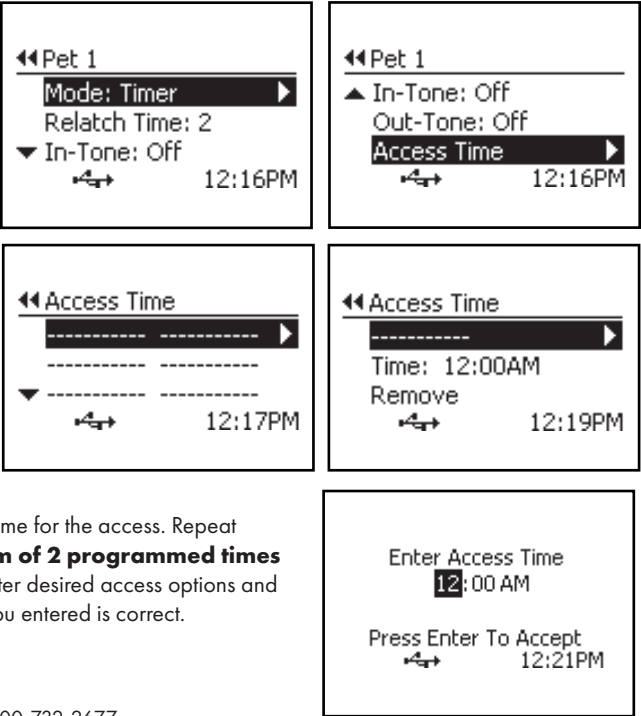 Pet 1
Mode: Timer
Relatch Time: 2
In-Tone: Off
12:16PM
Pet 1
In-Tone: Off
Out-Tone: Off
Access Time
12:16PM
Access Time
----------- -----------
----------- -----------
----------- -----------
12:17PM
Access Time
-----------
Time: 12:00AM
Remove
12:19PM
me for the access. Repeat
of 2 programmed times
ter desired access options and
u entered is correct.
Enter Access Time
12:00 AM
Press Enter To Accept
12:21PM